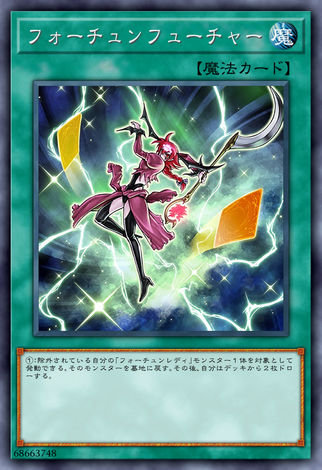 フォーチュンフューチャー
魔
【魔法カード】
①:除外されている自分の「フォーチュンレディ」モンスター1体を対象として
発動できる。そのモンスターを墓地に戻す。その後、自分はデッキから2枚ドロ
ーする。
68663748